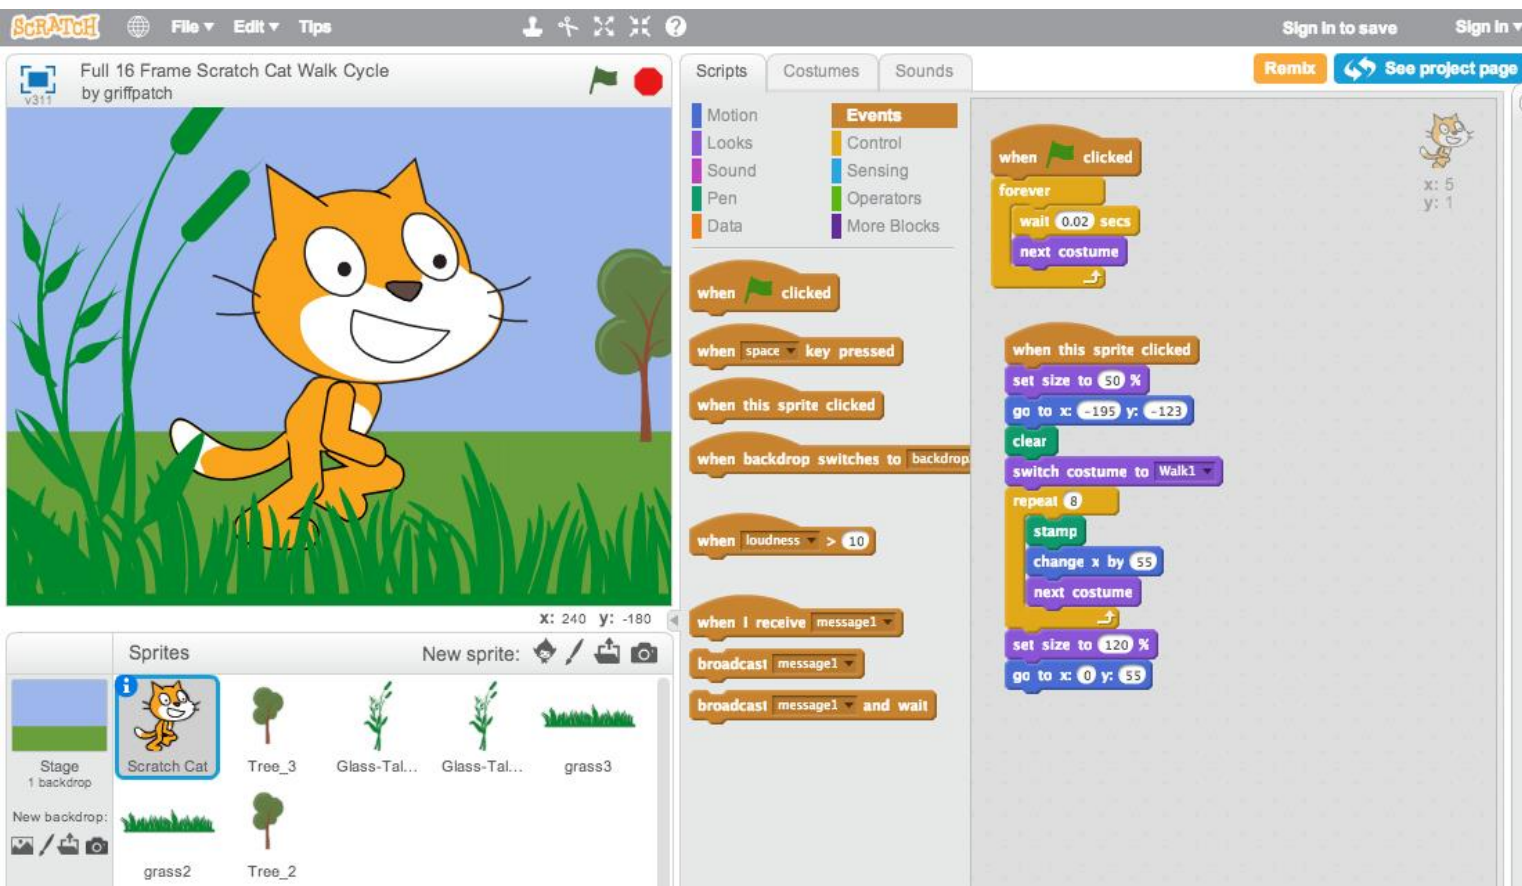 SCRATCH
File Edit Tips
Sign in to save
Sign in
v311
Full 16 Frame Scratch Cat Walk Cycle
by griffpatch
Scripts
Costumes
Sounds
Remix
See project page
Motion
Looks
Sound
Pen
Data
Events
Control
Sensing
Operators
More Blocks
when clicked
when space key pressed
when this sprite clicked
when backdrop switches to backdrop
when loudness > 10
when I receive message1
broadcast message1
broadcast message1 and wait
when clicked
forever
wait 0.02 secs
next costume
when this sprite clicked
set size to 50 %
go to x: -195 y: -123
clear
switch costume to Walk1
repeat 8
stamp
change x by 55
next costume
set size to 120 %
go to x: 0 y: 55
x: 5
y: 1
x: 240 y: -180
Sprites
New sprite:
Stage
1 backdrop
New backdrop:
Scratch Cat
Tree_3
Glass-Tal...
Glass-Tal...
grass3
grass2
Tree_2